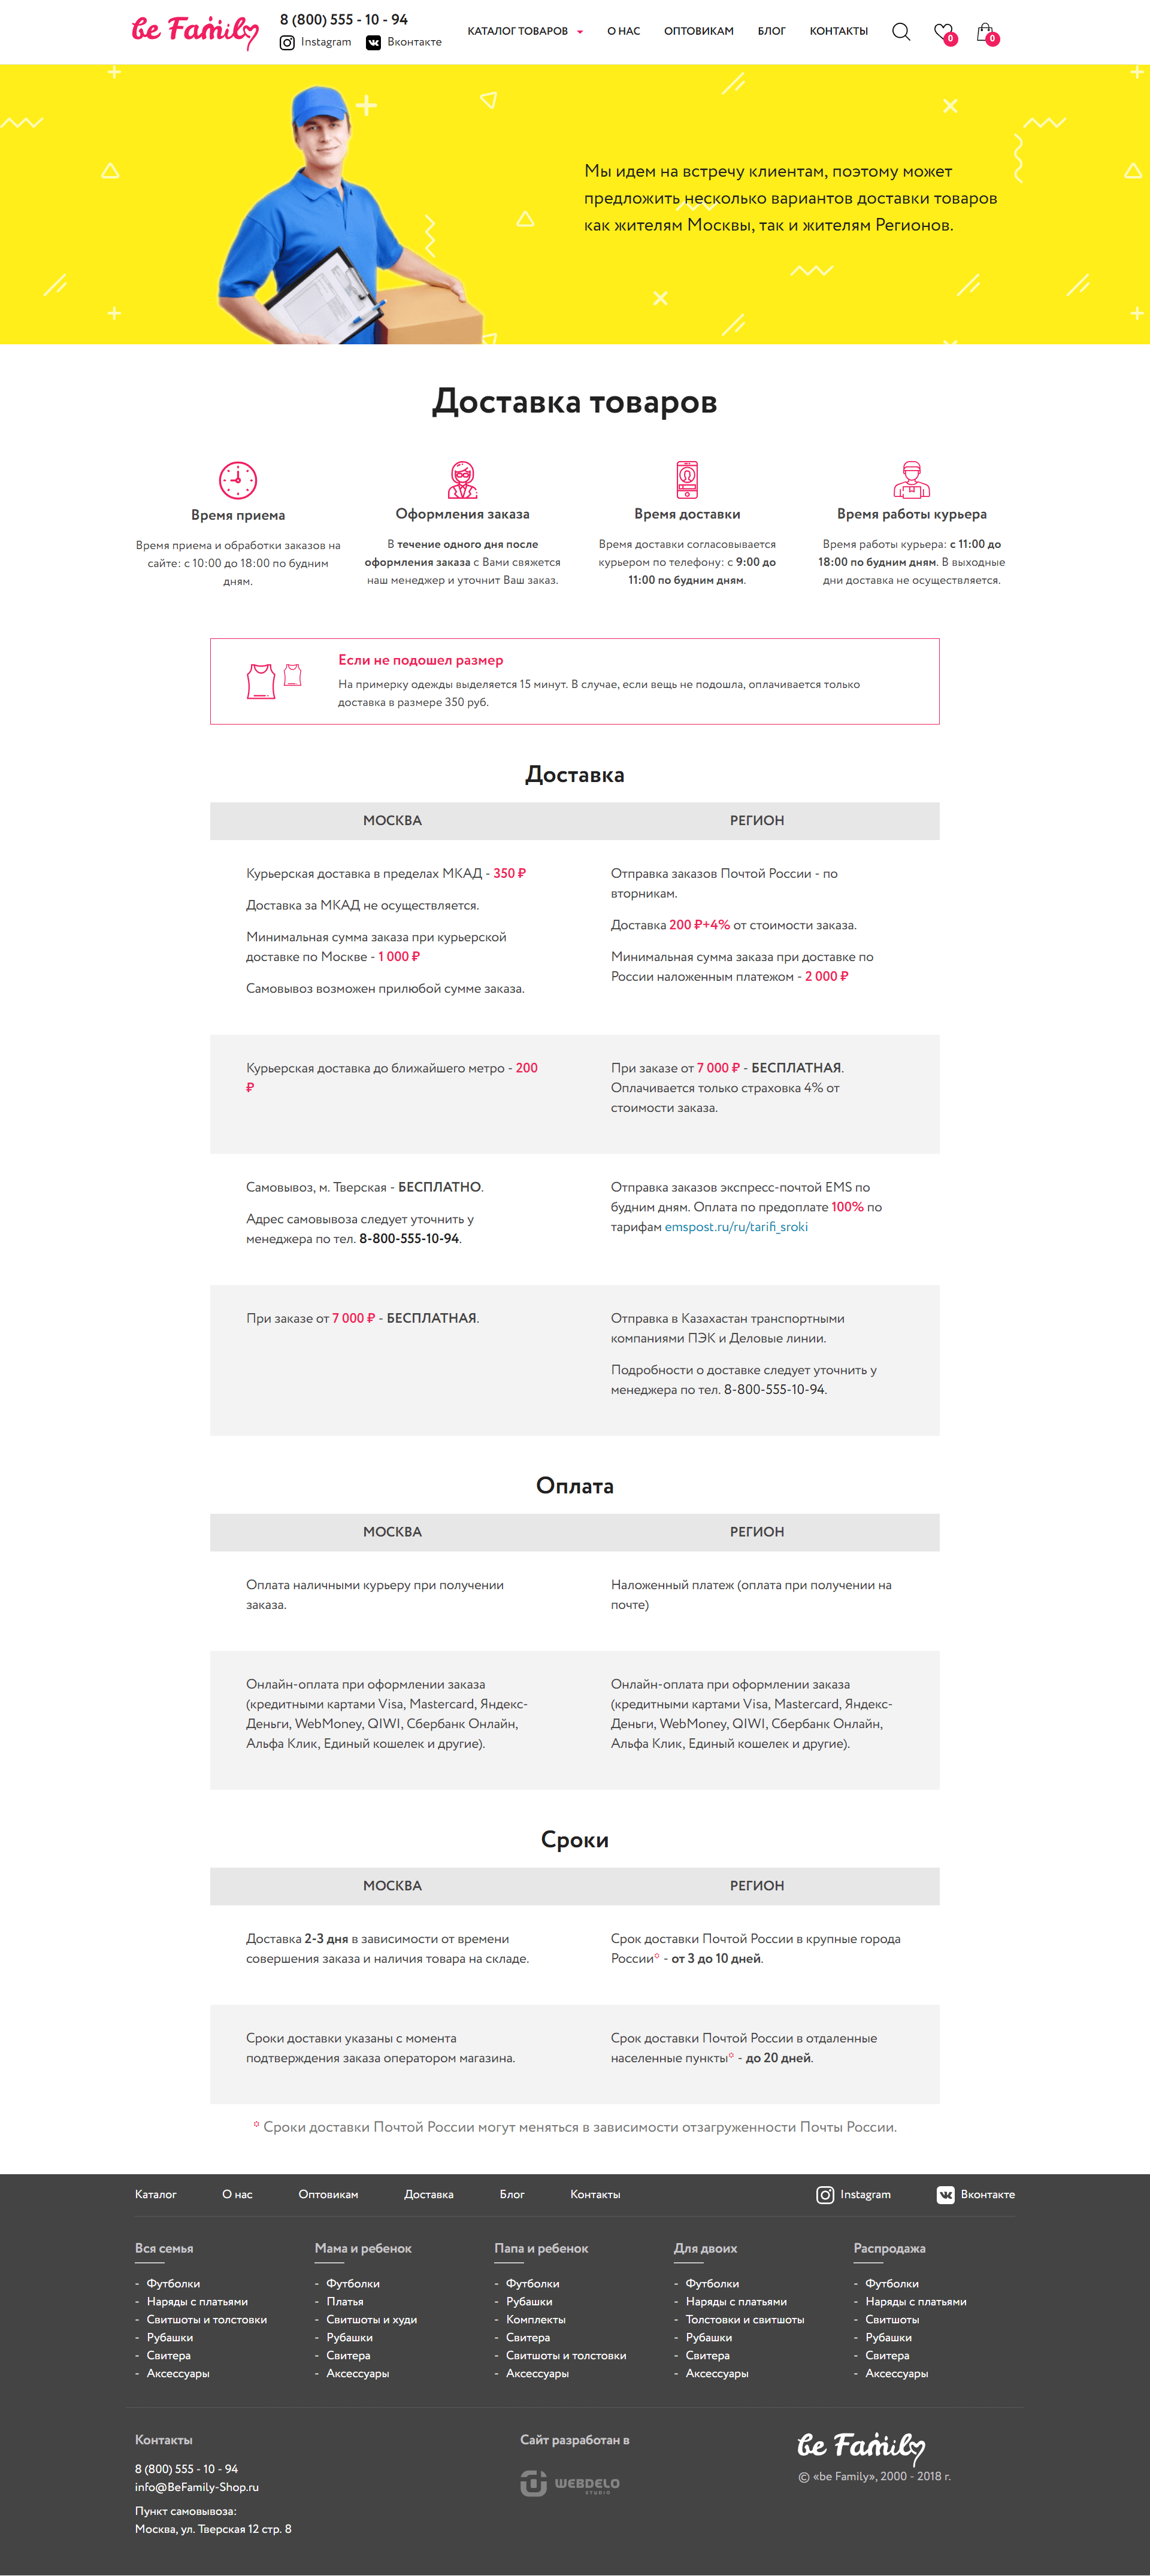 be Family
8 (800) 555 - 10 - 94
Instagram
Вконтакте
КАТАЛОГ ТОВАРОВ
О НАС
ОПТОВИКАМ
БЛОГ
КОНТАКТЫ
0
0
Мы идем на встречу клиентам, поэтому может
предложить несколько вариантов доставки товаров
как жителям Москвы, так и жителям Регионов.
Доставка товаров
Время приема
Время приема и обработки заказов на
сайте: с 10:00 до 18:00 по будним
дням.
Оформления заказа
В течение одного дня после
оформления заказа с Вами свяжется
наш менеджер и уточнит Ваш заказ.
Время доставки
Время доставки согласовывается
курьером по телефону: с 9:00 до
11:00 по будним дням.
Время работы курьера
Время работы курьера: с 11:00 до
18:00 по будним дням. В выходные
дни доставка не осуществляется.
Если не подошел размер
На примерку одежды выделяется 15 минут. В случае, если вещь не подошла, оплачивается только
доставка в размере 350 руб.
Доставка
МОСКВА
РЕГИОН
Курьерская доставка в пределах МКАД - 350 ₽
Доставка за МКАД не осуществляется.
Минимальная сумма заказа при курьерской
доставке по Москве - 1 000 ₽
Самовывоз возможен прилюбой сумме заказа.
Отправка заказов Почтой России - по
вторникам.
Доставка 200 ₽+4% от стоимости заказа.
Минимальная сумма заказа при доставке по
России наложенным платежом - 2 000 ₽
Курьерская доставка до ближайшего метро - 200
₽
При заказе от 7 000 ₽ - БЕСПЛАТНАЯ.
Оплачивается только страховка 4% от
стоимости заказа.
Самовывоз, м. Тверская - БЕСПЛАТНО.
Адрес самовывоза следует уточнить у
менеджера по тел. 8-800-555-10-94.
Отправка заказов экспресс-почтой EMS по
будним дням. Оплата по предоплате 100% по
тарифам emspost.ru/ru/tarifi_sroki
При заказе от 7 000 ₽ - БЕСПЛАТНАЯ.
Отправка в Казахастан транспортными
компаниями ПЭК и Деловые линии.
Подробности о доставке следует уточнить у
менеджера по тел. 8-800-555-10-94.
Оплата
МОСКВА
РЕГИОН
Оплата наличными курьеру при получении
заказа.
Наложенный платеж (оплата при получении на
почте)
Онлайн-оплата при оформлении заказа
(кредитными картами Visa, Mastercard, Яндекс-
Деньги, WebMoney, QIWI, Сбербанк Онлайн,
Альфа Клик, Единый кошелек и другие).
Онлайн-оплата при оформлении заказа
(кредитными картами Visa, Mastercard, Яндекс-
Деньги, WebMoney, QIWI, Сбербанк Онлайн,
Альфа Клик, Единый кошелек и другие).
Сроки
МОСКВА
РЕГИОН
Доставка 2-3 дня в зависимости от времени
совершения заказа и наличия товара на складе.
Срок доставки Почтой России в крупные города
России* - от 3 до 10 дней.
Сроки доставки указаны с момента
подтверждения заказа оператором магазина.
Срок доставки Почтой России в отдаленные
населенные пункты* - до 20 дней.
* Сроки доставки Почтой России могут меняться в зависимости отзагруженности Почты России.
Каталог
О нас
Оптовикам
Доставка
Блог
Контакты
Instagram
Вконтакте
Вся семья
- Футболки
- Наряды с платьями
- Свитшоты и толстовки
- Рубашки
- Свитера
- Аксессуары
Мама и ребенок
- Футболки
- Платья
- Свитшоты и худи
- Рубашки
- Свитера
- Аксессуары
Папа и ребенок
- Футболки
- Рубашки
- Комплекты
- Свитера
- Свитшоты и толстовки
- Аксессуары
Для двоих
- Футболки
- Наряды с платьями
- Толстовки и свитшоты
- Рубашки
- Свитера
- Аксессуары
Распродажа
- Футболки
- Наряды с платьями
- Свитшоты
- Рубашки
- Свитера
- Аксессуары
Контакты
8 (800) 555 - 10 - 94
info@BeFamily-Shop.ru
Пункт самовывоза:
Москва, ул. Тверская 12 стр. 8
Сайт разработан в
WEBDELO
STUDIO
be Family
© «be Family», 2000 - 2018 г.